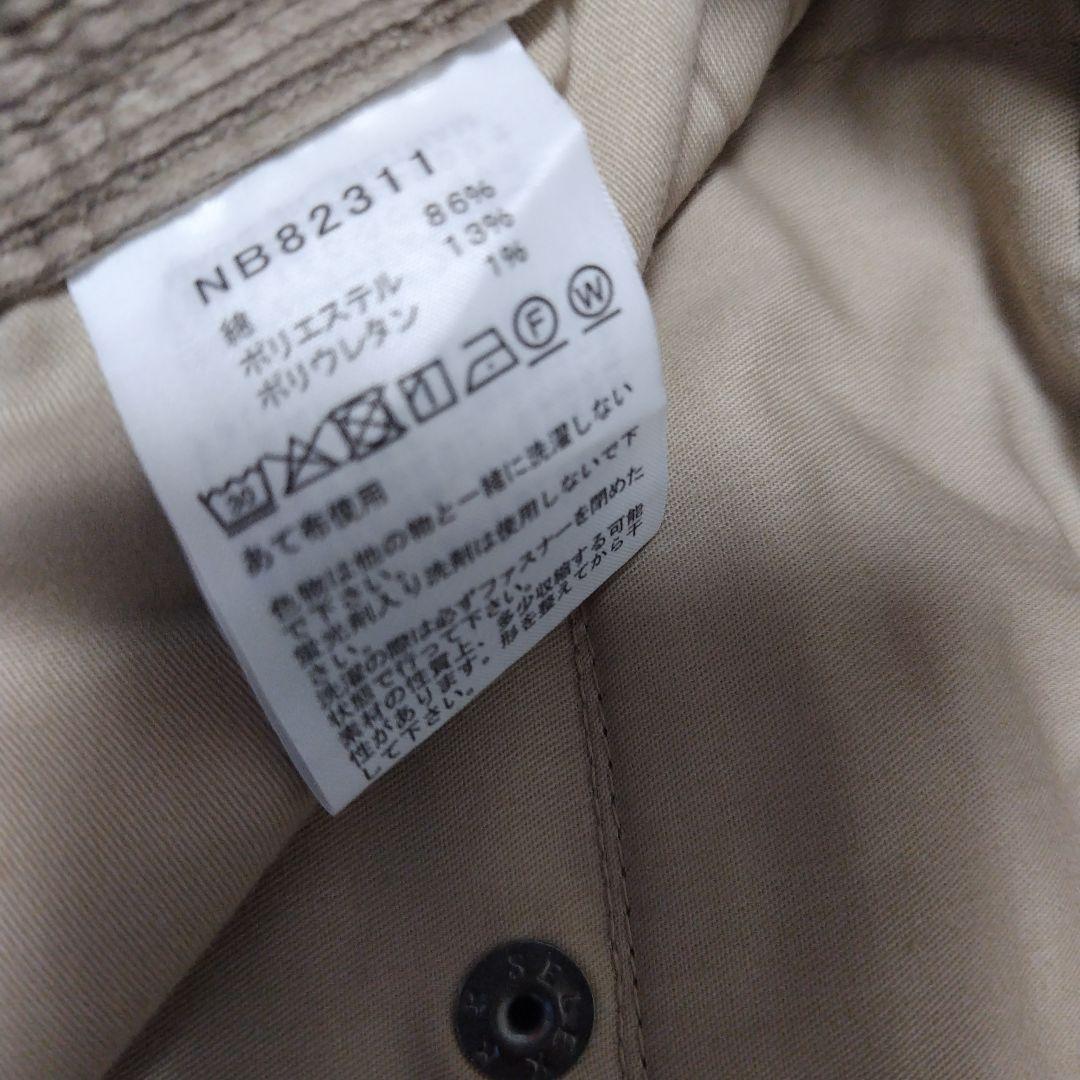 NB82311
綿 86%
ポリエステル 13%
ポリウレタン 1%
30 F W
あて布使用
色物は他の物と一緒に洗濯しない
で下さい。
蛍光剤入り洗剤は使用しないで下
さい。
洗濯の際は必ずファスナーを閉めた
状態で行って下さい。
素材の性質上、多少収縮する可能
性があります。形を整えてから干
して下さい。
SELEX